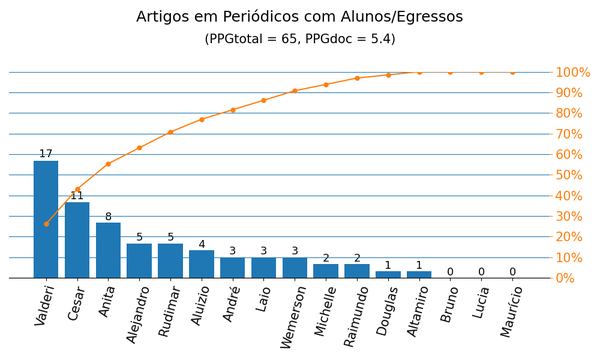 Artigos em Periódicos com Alunos/Egressos
(PPGtotal = 65, PPGdoc = 5.4)
100%
90%
80%
70%
60%
50%
40%
30%
20%
10%
0%
17
11
8
5
5
4
3
3
3
2
2
1
1
0
0
0
Valderi
Cesar
Anita
Alejandro
Rudimar
Aluizio
André
Laio
Wemerson
Michelle
Raimundo
Douglas
Altamiro
Bruno
Lucia
Maurício